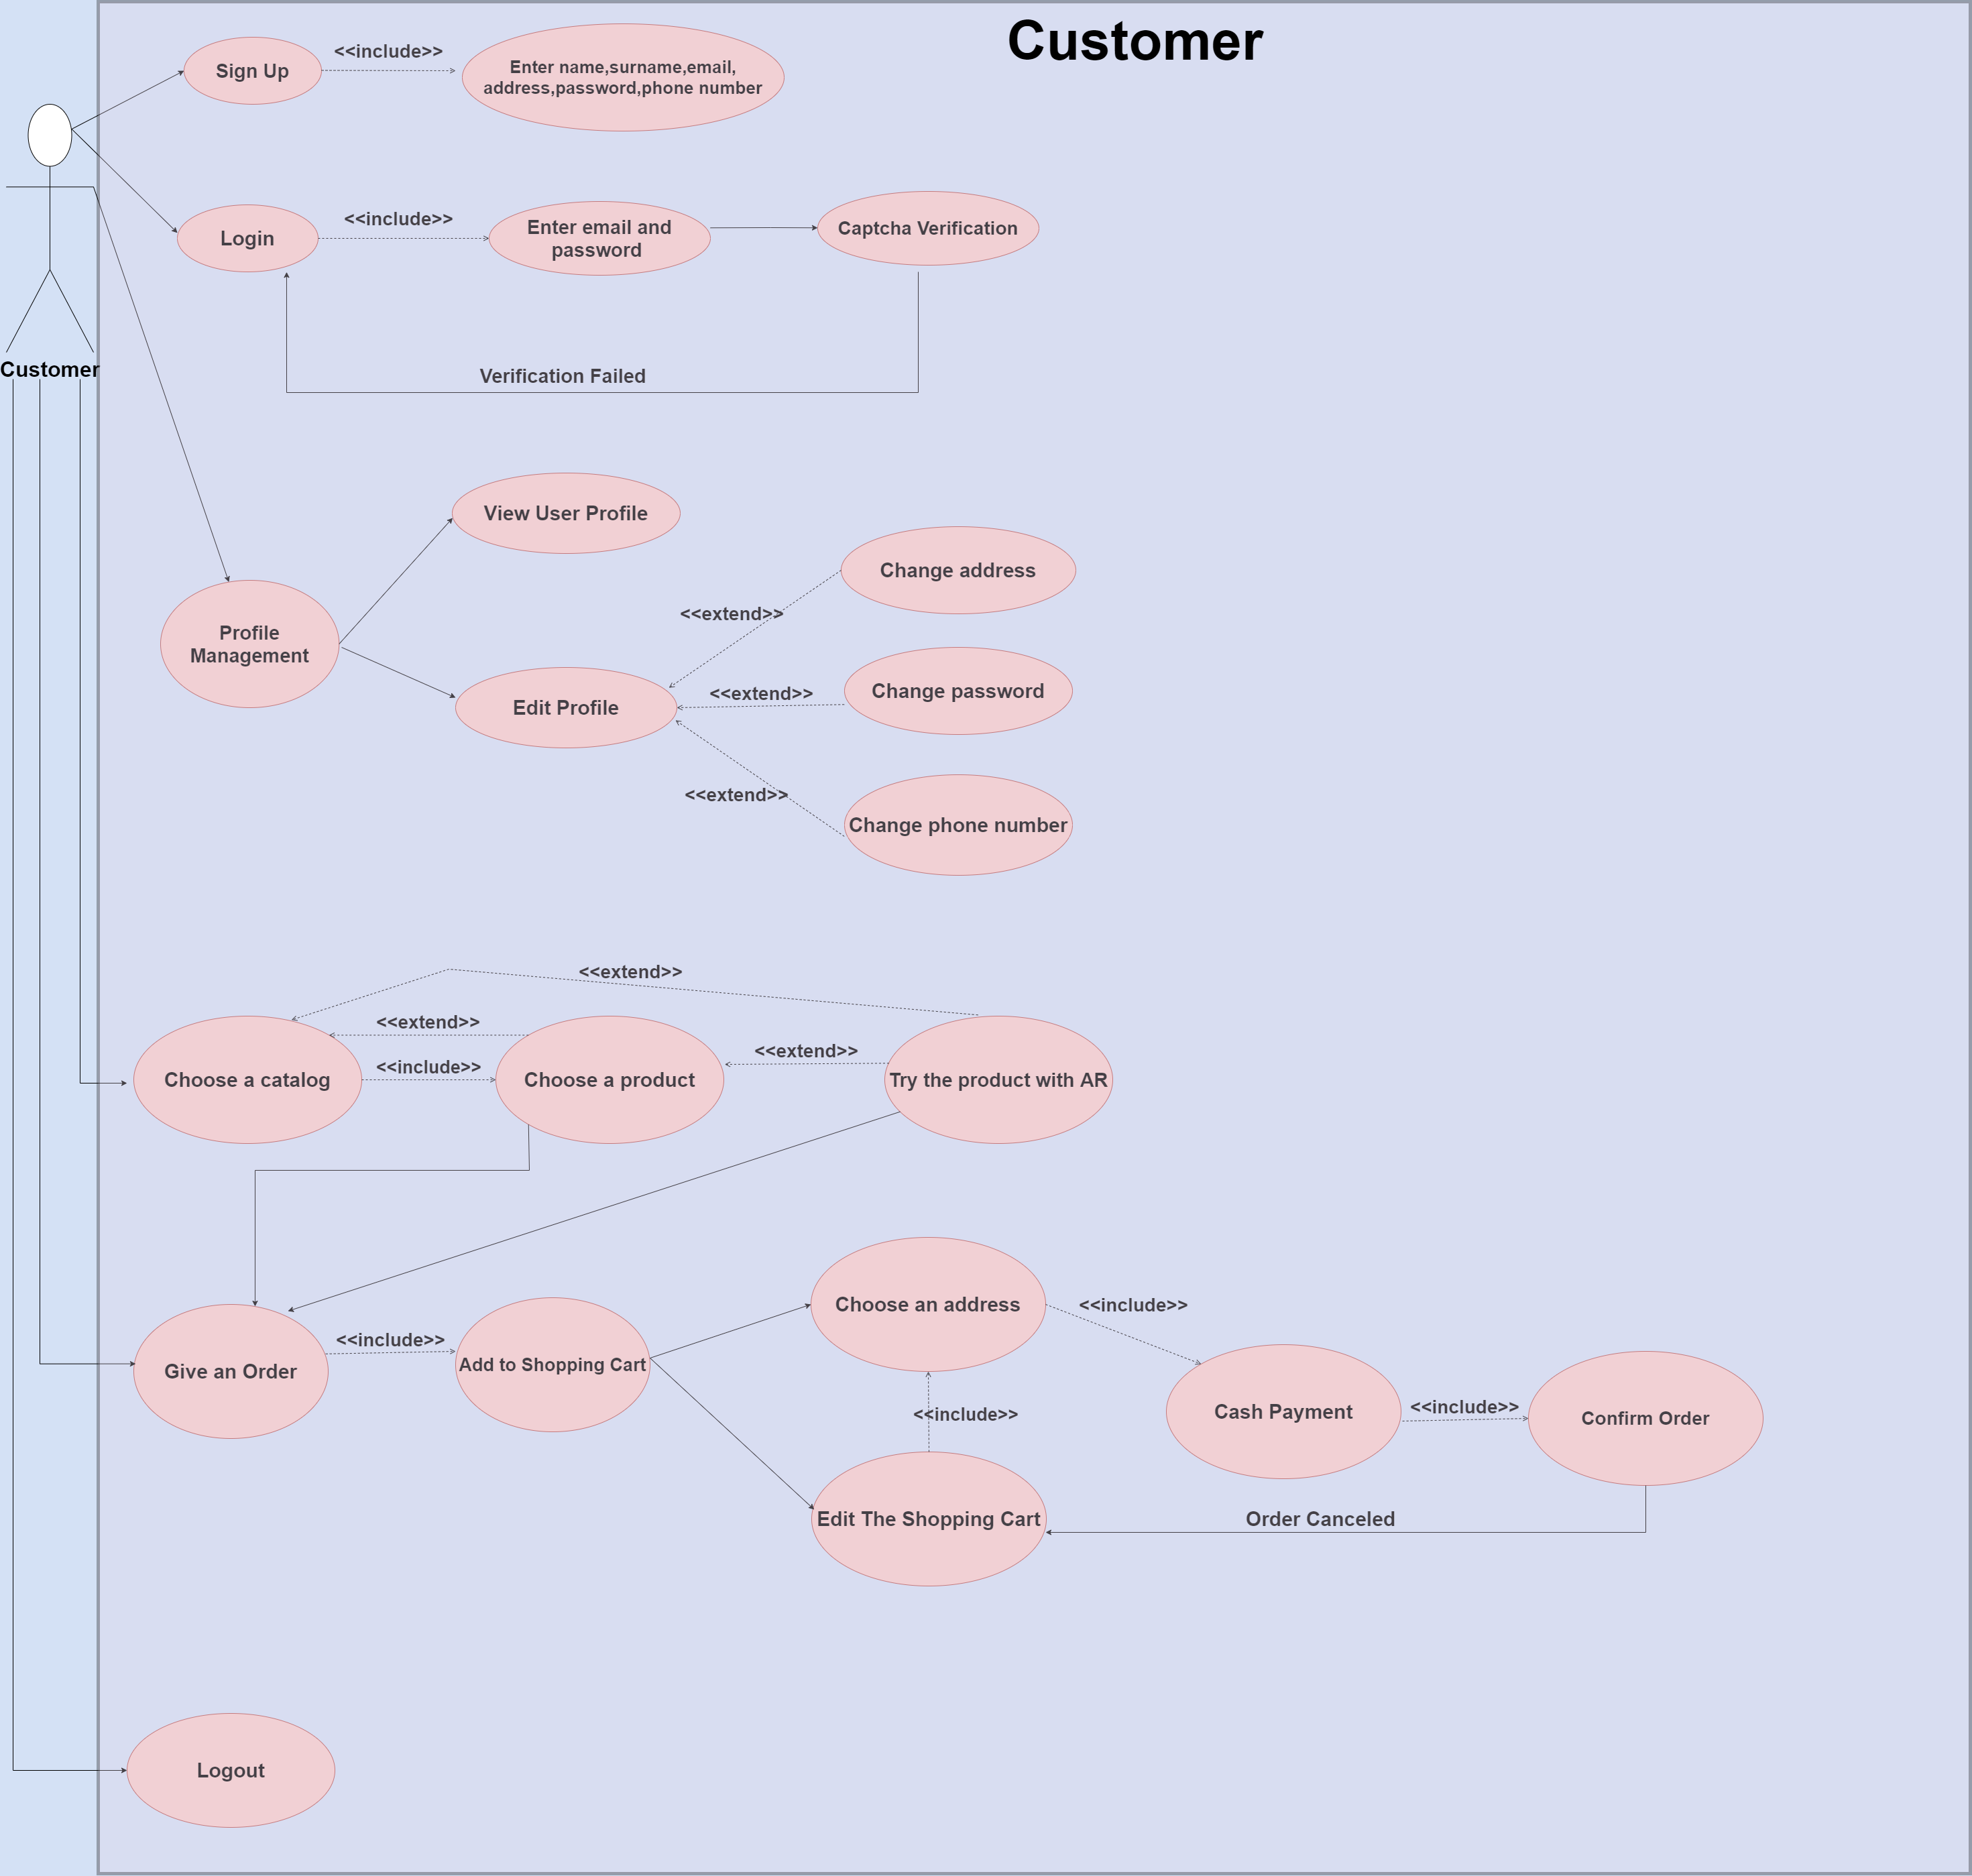 Customer
Sign Up
<<include>>
Enter name,surname,email,
address,password,phone number
Login
<<include>>
Enter email and
password
Captcha Verification
Verification Failed
Customer
View User Profile
Profile
Management
Edit Profile
<<extend>>
Change address
<<extend>>
Change password
<<extend>>
Change phone number
<<extend>>
<<extend>>
<<include>>
<<extend>>
Choose a catalog
Choose a product
Try the product with AR
Give an Order
<<include>>
Add to Shopping Cart
Choose an address
<<include>>
<<include>>
Cash Payment
<<include>>
Confirm Order
Edit The Shopping Cart
Order Canceled
Logout